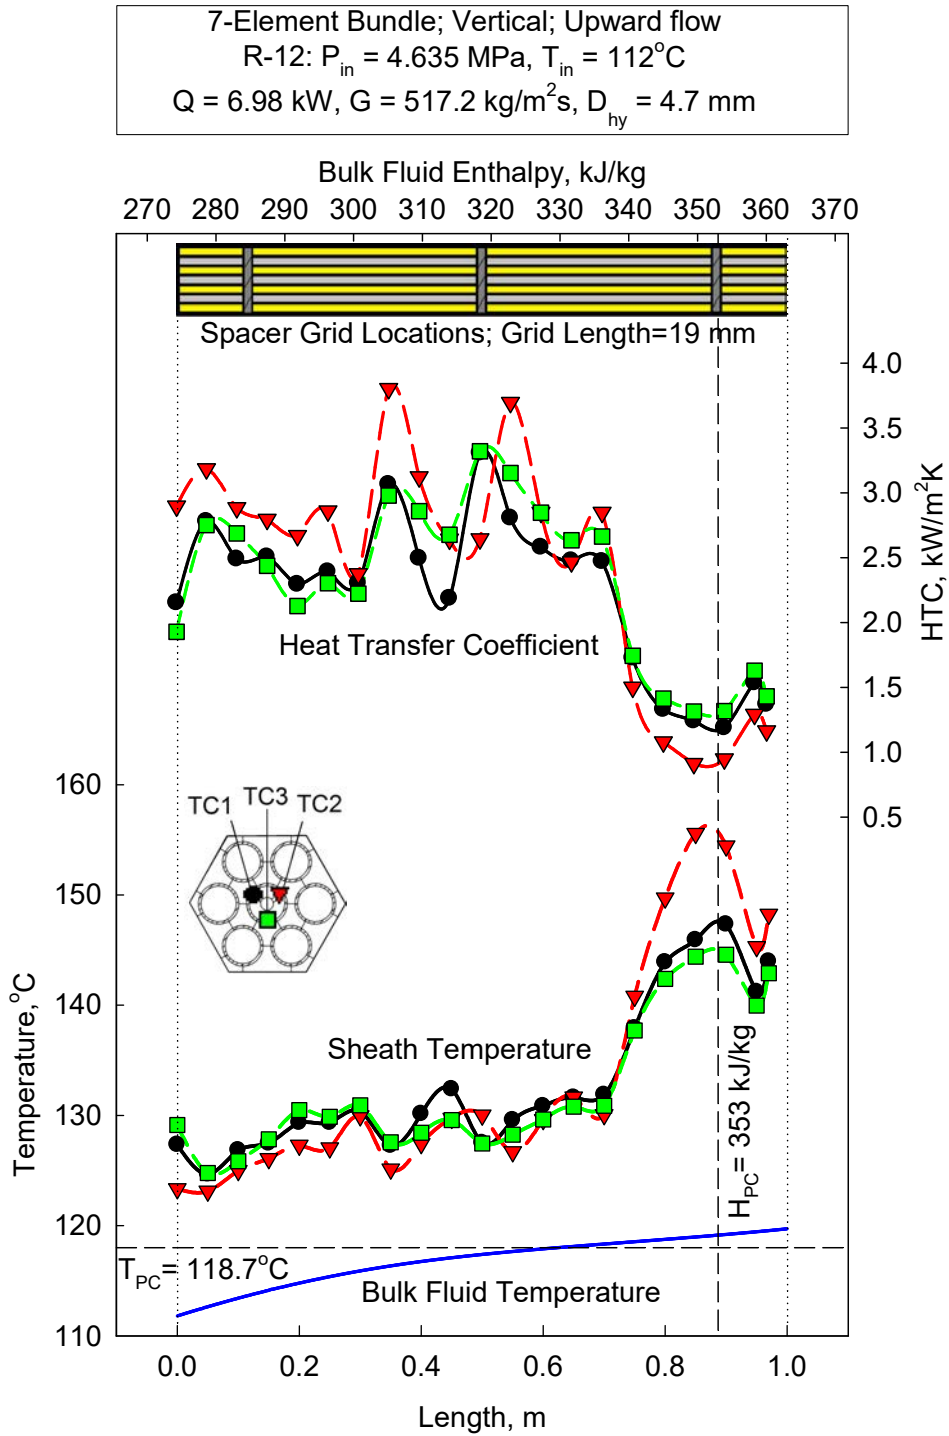 7-Element Bundle; Vertical; Upward flow
R-12: P_in = 4.635 MPa, T_in = 112°C
Q = 6.98 kW, G = 517.2 kg/m²s, D_hy = 4.7 mm
Bulk Fluid Enthalpy, kJ/kg
270 280 290 300 310 320 330 340 350 360 370
Spacer Grid Locations; Grid Length=19 mm
4.0
3.5
3.0
2.5
2.0
1.5
1.0
0.5
HTC, kW/m²K
Heat Transfer Coefficient
160
150
140
130
120
110
Temperature,°C
TC1 TC3 TC2
Sheath Temperature
H_PC= 353 kJ/kg
T_PC= 118.7°C
Bulk Fluid Temperature
0.0 0.2 0.4 0.6 0.8 1.0
Length, m